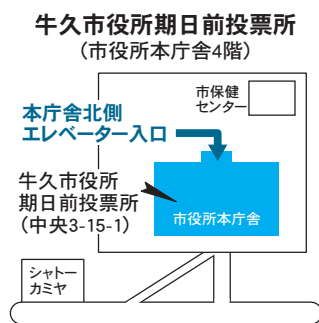 牛久市役所期日前投票所
(市役所本庁舎4階)
市保健
センター
本庁舎北側
エレベーター入口
牛久市役所
期日前投票所
(中央3-15-1)
市役所本庁舎
シャトー
カミヤ